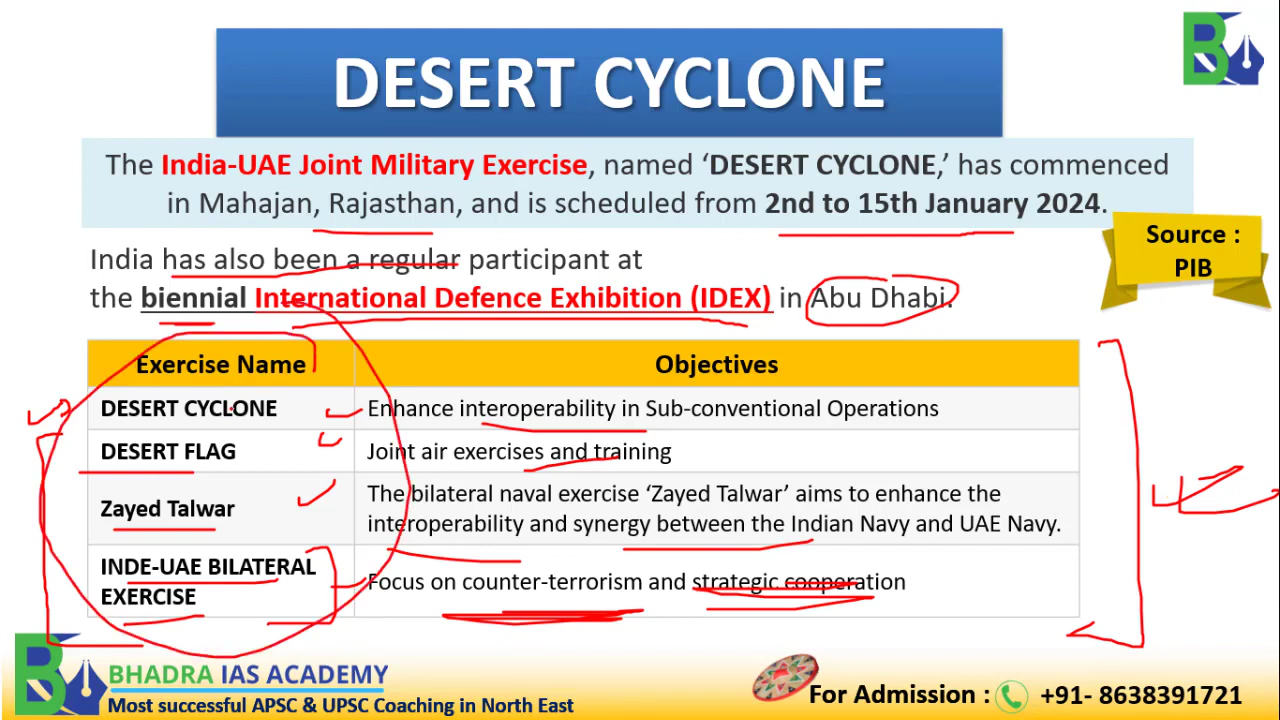 DESERT CYCLONE
The India-UAE Joint Military Exercise, named ‘DESERT CYCLONE,’ has commenced
in Mahajan, Rajasthan, and is scheduled from 2nd to 15th January 2024.
Source :
PIB
India has also been a regular participant at
the biennial International Defence Exhibition (IDEX) in Abu Dhabi.
Exercise Name Objectives
DESERT CYCLONE Enhance interoperability in Sub-conventional Operations
DESERT FLAG Joint air exercises and training
Zayed Talwar The bilateral naval exercise ‘Zayed Talwar’ aims to enhance the
interoperability and synergy between the Indian Navy and UAE Navy.
INDE-UAE BILATERAL
EXERCISE Focus on counter-terrorism and strategic cooperation
BHADRA IAS ACADEMY
Most successful APSC & UPSC Coaching in North East
For Admission : +91- 8638391721